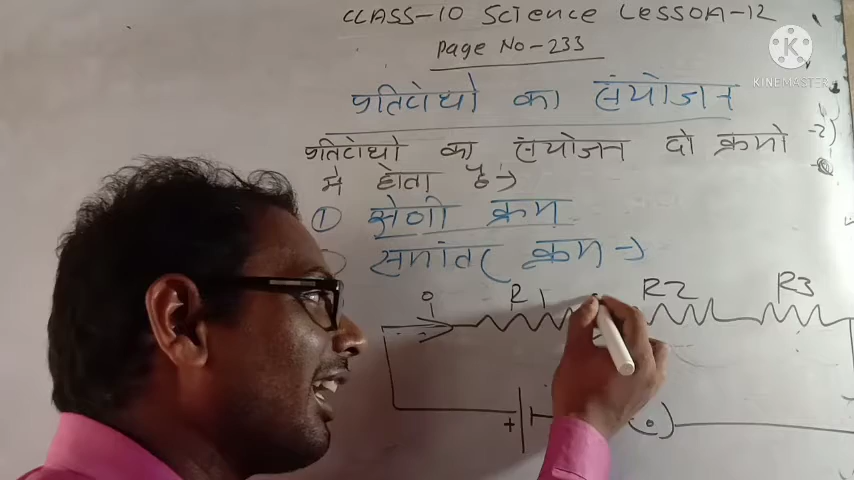 CLASS-10 Science Lesson-12
Page No-233
KINEMASTER
प्रतिरोधो का संयोजन
प्रतिरोधो का संयोजन दो क्रमो
मे होता है→
① श्रेणी क्रम
समांतर क्रम →
i R1 R2 R3
+